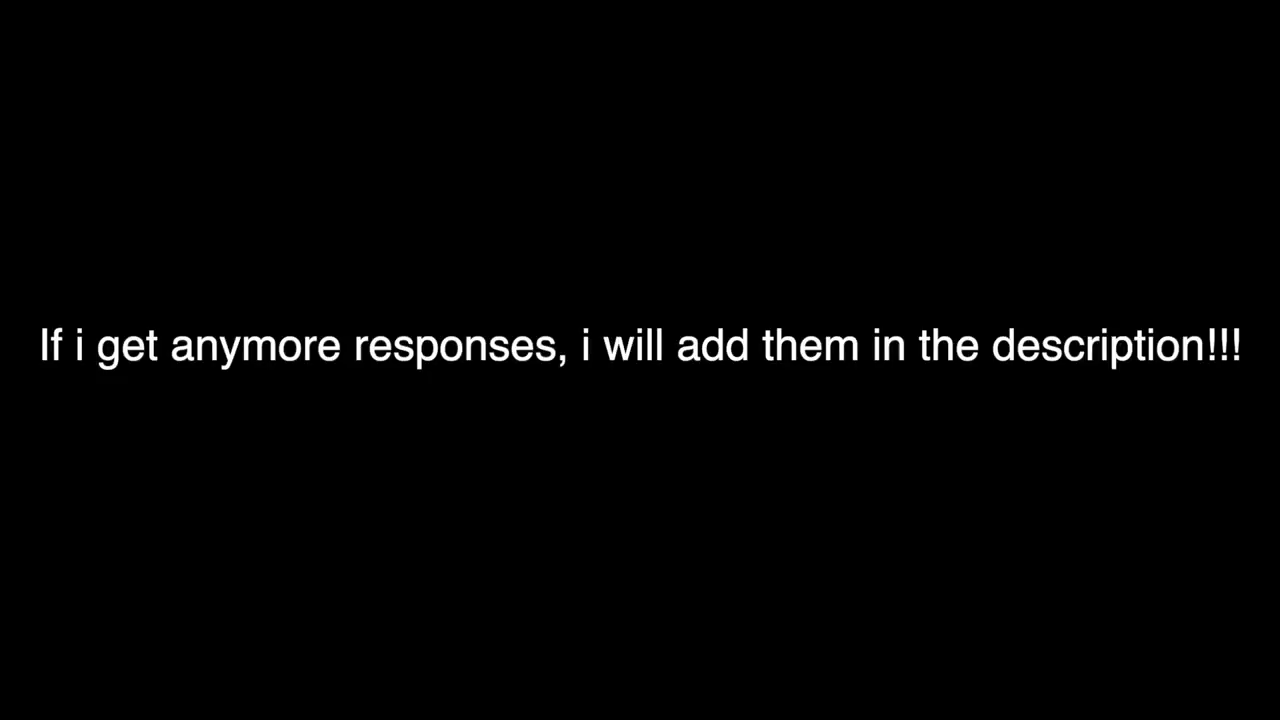 If i get anymore responses, i will add them in the description!!!